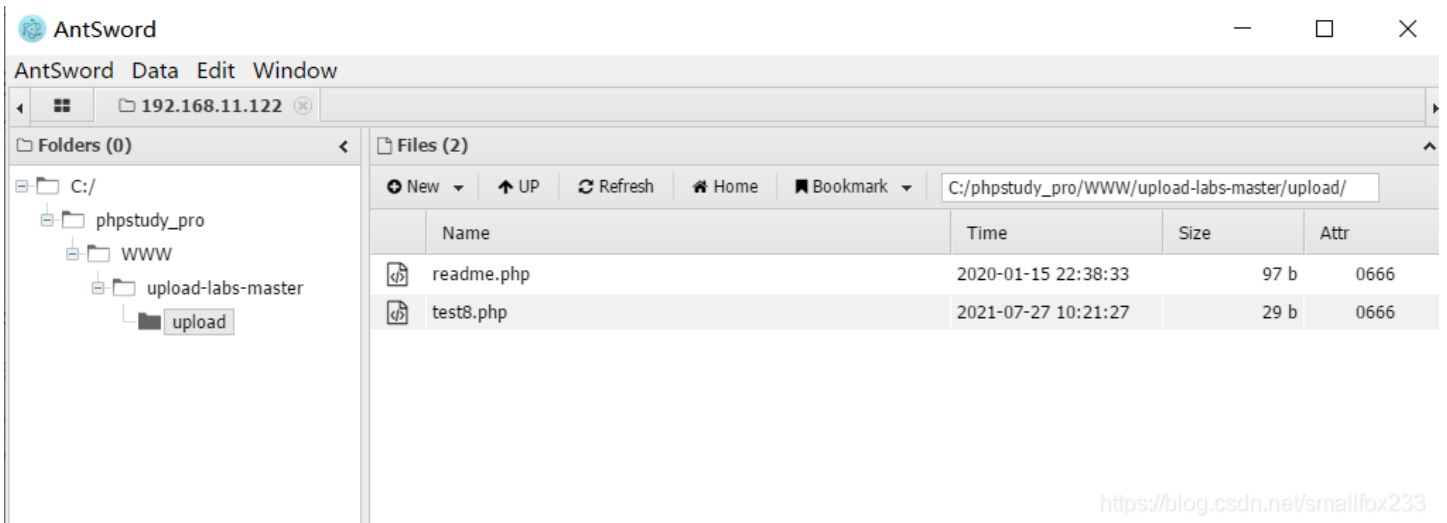 AntSword
AntSword Data Edit Window
192.168.11.122
Folders (0)
Files (2)
New UP Refresh Home Bookmark C:/phpstudy_pro/WWW/upload-labs-master/upload/
C:/
phpstudy_pro
WWW
upload-labs-master
upload
Name Time Size Attr
readme.php 2020-01-15 22:38:33 97 b 0666
test8.php 2021-07-27 10:21:27 29 b 0666
https://blog.csdn.net/smallfox233